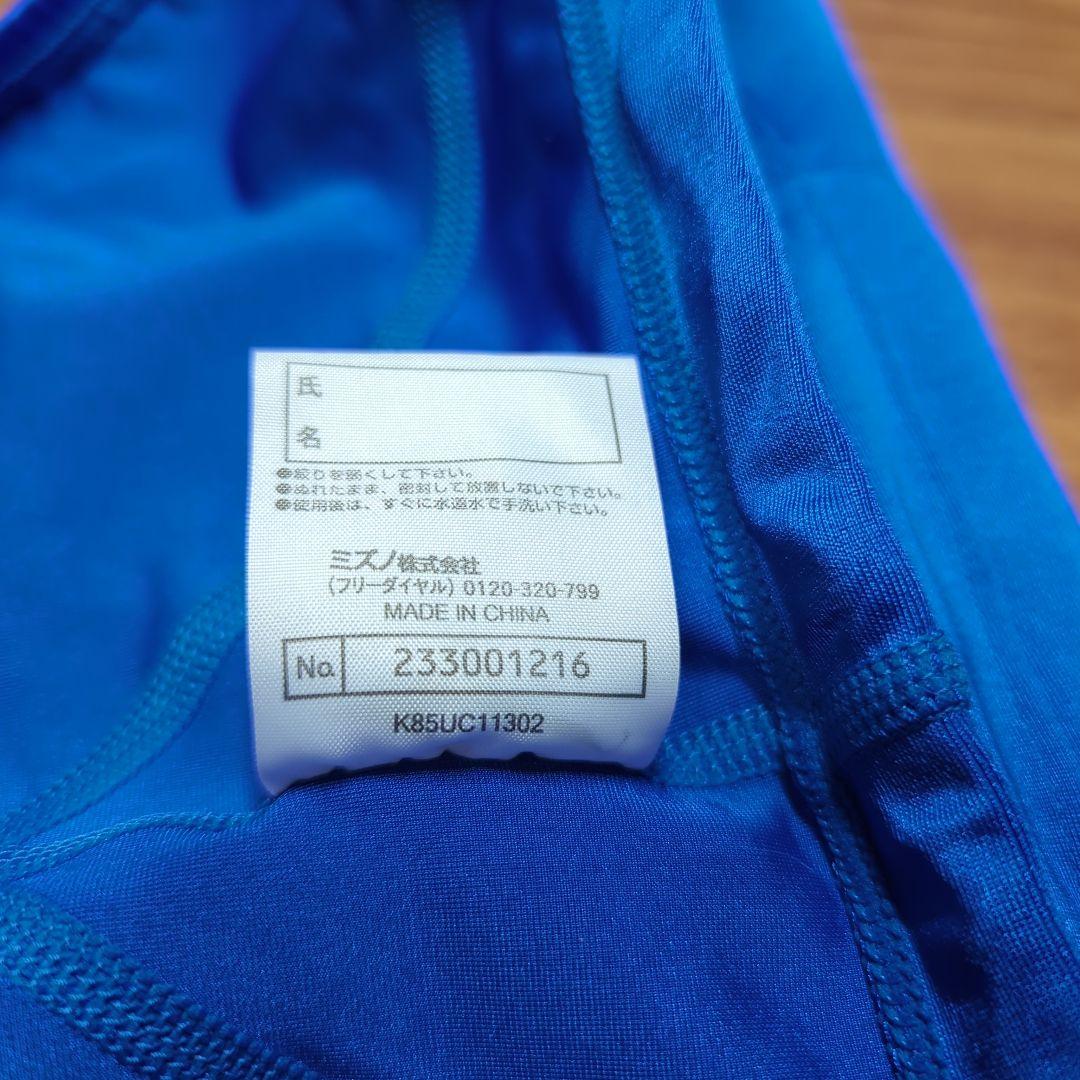 氏
名
●絞りを弱くして下さい。
●ぬれたまま、密封して放置しないで下さい。
●使用後は、すぐに水道水で手洗い下さい。
ミズノ株式会社
(フリーダイヤル) 0120-320-799
MADE IN CHINA
No. 233001216
K85UC11302